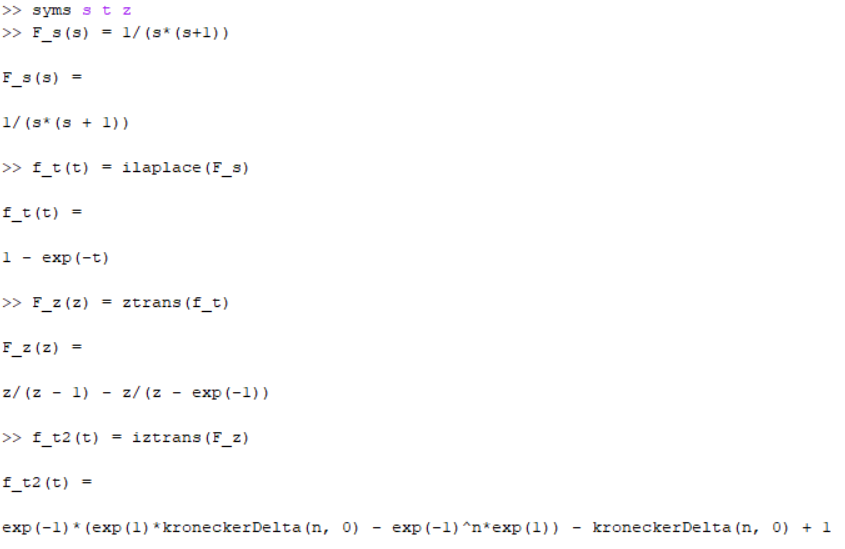 >> syms s t z
>> F_s(s) = 1/(s*(s+1))
F_s(s) =
1/(s*(s + 1))
>> f_t(t) = ilaplace(F_s)
f_t(t) =
1 - exp(-t)
>> F_z(z) = ztrans(f_t)
F_z(z) =
z/(z - 1) - z/(z - exp(-1))
>> f_t2(t) = iztrans(F_z)
f_t2(t) =
exp(-1)*(exp(1)*kroneckerDelta(n, 0) - exp(-1)^n*exp(1)) - kroneckerDelta(n, 0) + 1